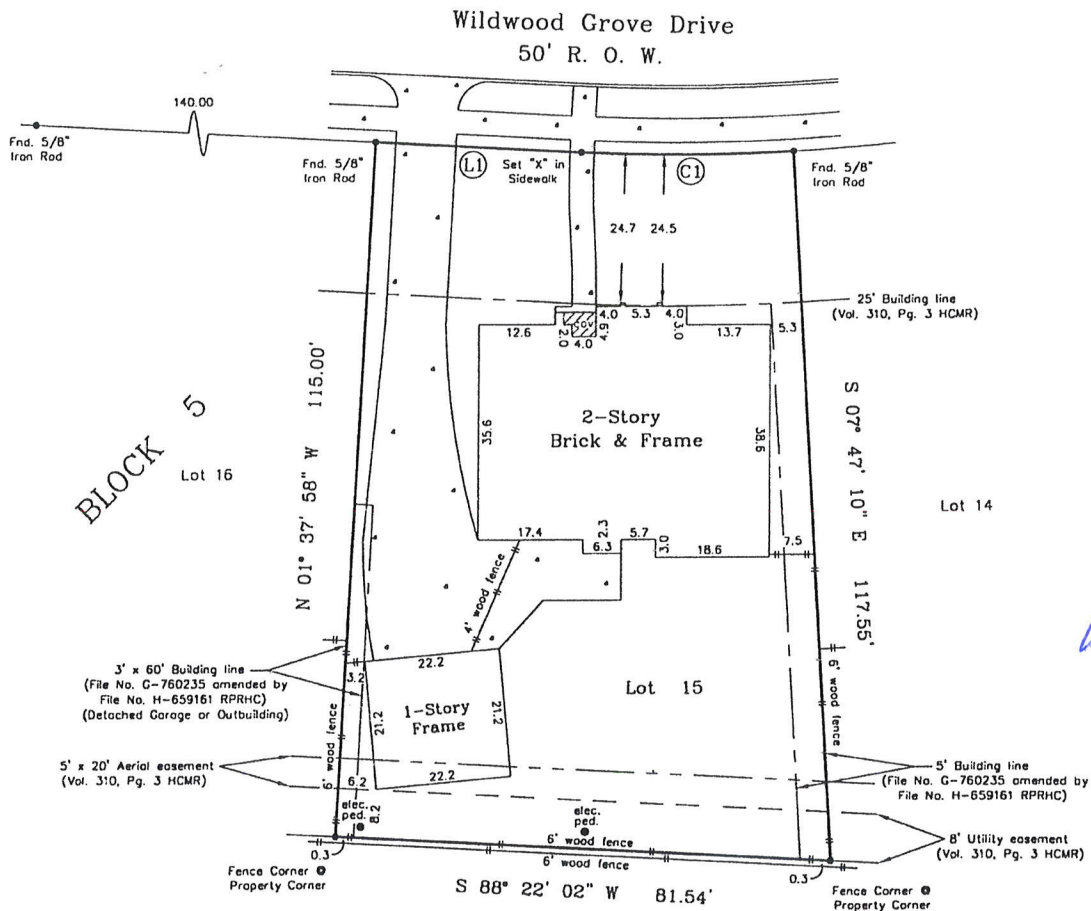 Wildwood Grove Drive
50' R. O. W.
140.00
Fnd. 5/8"
Iron Rod
Fnd. 5/8"
Iron Rod
L1
Set "X" in
Sidewalk
C1
Fnd. 5/8"
Iron Rod
24.7
24.5
25' Building line
(Vol. 310, Pg. 3 HCMR)
12.6
2.0
COV
4.0
4.9
4.0
5.3
4.0
3.0
13.7
5.3
N 01° 37' 58" W 115.00'
S 07° 47' 10" E 117.55'
BLOCK 5
Lot 16
35.6
2-Story
Brick & Frame
38.6
Lot 14
17.4
2.3
6.3
5.7
3.0
18.6
7.5
4' wood fence
3' x 60' Building line
(File No. G-760235 amended by
File No. H-659161 RPRHC)
(Detached Garage or Outbuilding)
3.2
22.2
21.2
1-Story
Frame
21.2
22.2
Lot 15
6' wood fence
6' wood fence
5' x 20' Aerial easement
(Vol. 310, Pg. 3 HCMR)
6.2
8.2
5' Building line
(File No. G-760235 amended by
File No. H-659161 RPRHC)
elec.
ped.
elec.
ped.
6' wood fence
6' wood fence
8' Utility easement
(Vol. 310, Pg. 3 HCMR)
0.3
Fence Corner @
Property Corner
S 88° 22' 02" W 81.54'
0.3
Fence Corner @
Property Corner